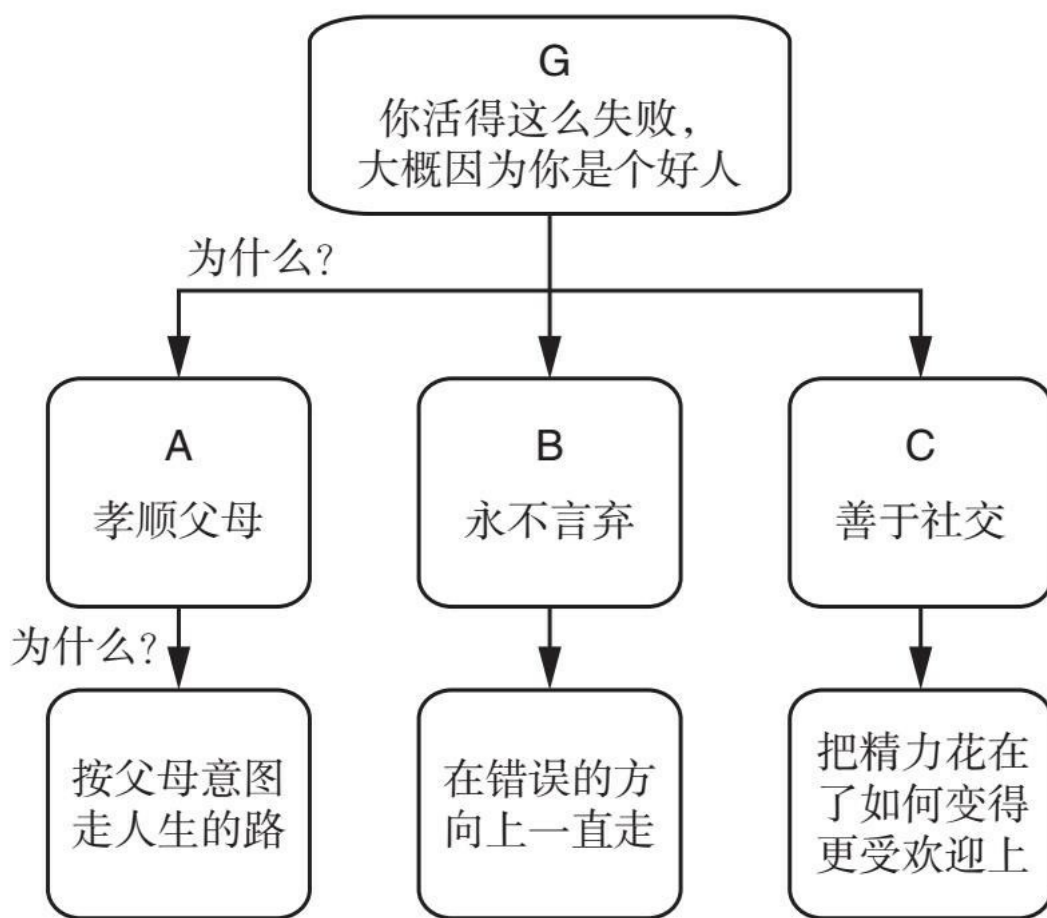 G
你活得这么失败，
大概因为你是个好人
为什么？
A
孝顺父母
B
永不言弃
C
善于社交
为什么？
按父母意图
走人生的路
在错误的方
向上一直走
把精力花在
了如何变得
更受欢迎上